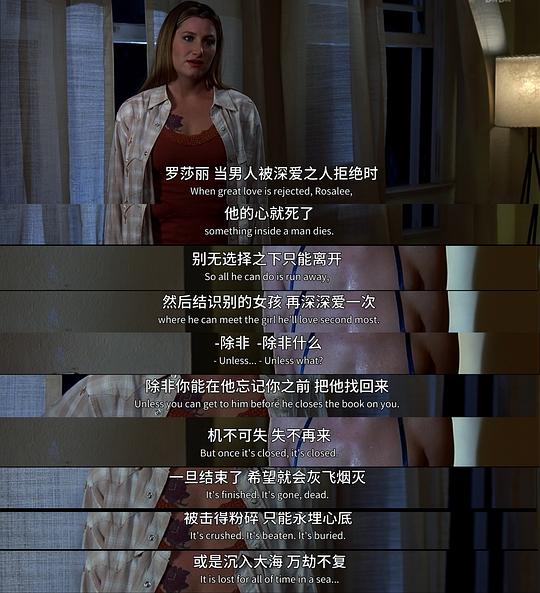 罗莎丽 当男人被深爱之人拒绝时
When great love is rejected, Rosalee,
他的心就死了
something inside a man dies.
别无选择之下只能离开
So all he can do is run away,
然后结识别的女孩 再深深爱一次
where he can meet the girl he'll love second most.
-除非 -除非什么
- Unless... - Unless what?
除非你能在他忘记你之前 把他找回来
Unless you can get to him before he closes the book on you.
机不可失 失不再来
But once it's closed, it's closed.
一旦结束了 希望就会灰飞烟灭
It's finished. It's gone, dead.
被击得粉碎 只能永埋心底
It's crushed. It's beaten. It's buried.
或是沉入大海 万劫不复
It is lost for all of time in a sea...